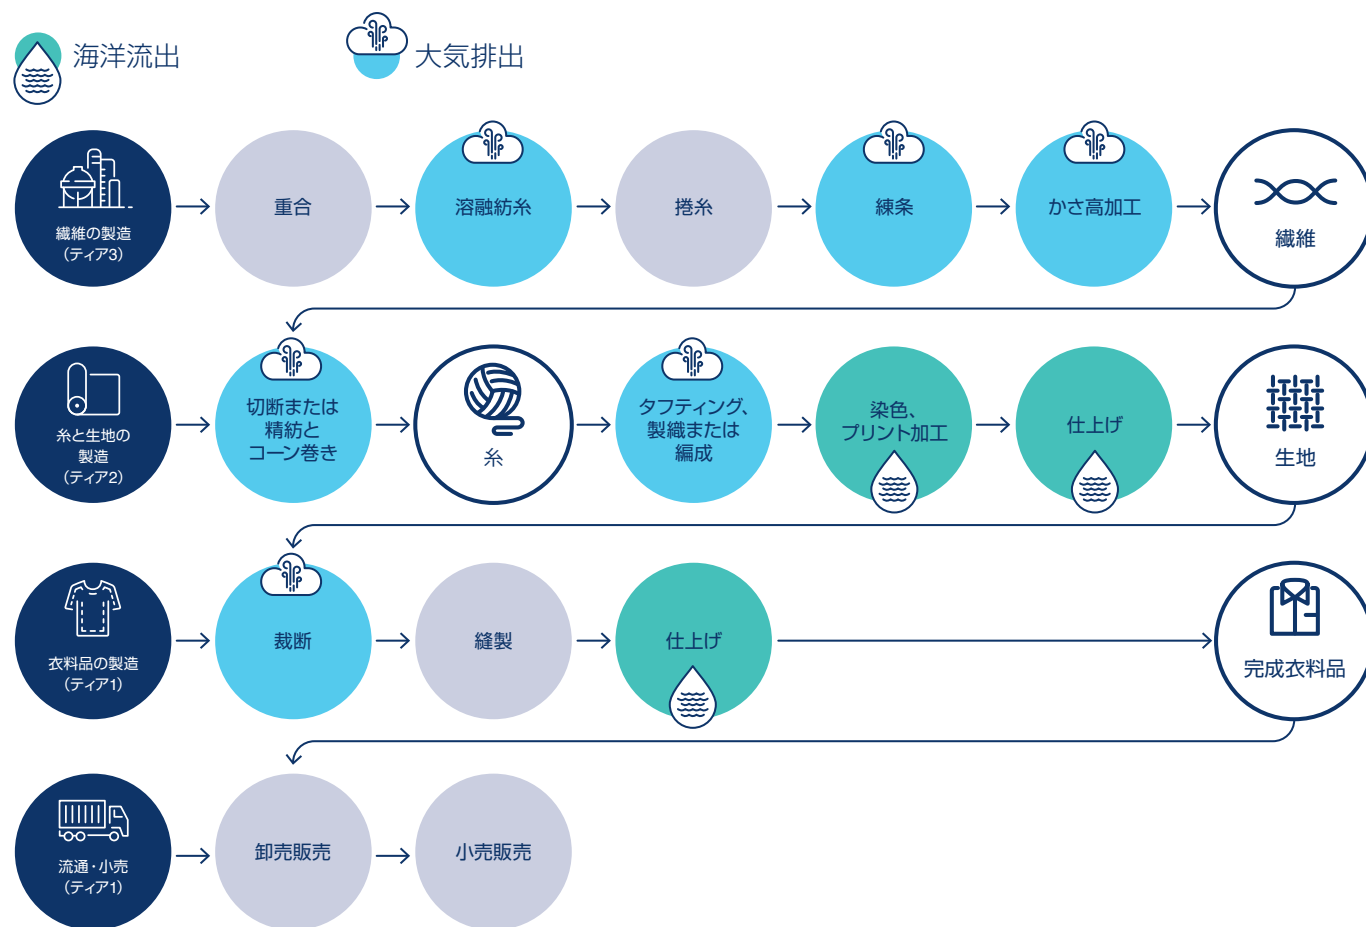 海洋流出
大気排出
繊維の製造
（ティア3）
重合
溶融紡糸
捲糸
練条
かさ高加工
繊維
糸と生地の
製造
（ティア2）
切断または
精紡と
コーン巻き
糸
タフティング、
製織または
編成
染色、
プリント加工
仕上げ
生地
衣料品の製造
（ティア1）
裁断
縫製
仕上げ
完成衣料品
流通・小売
（ティア1）
卸売販売
小売販売